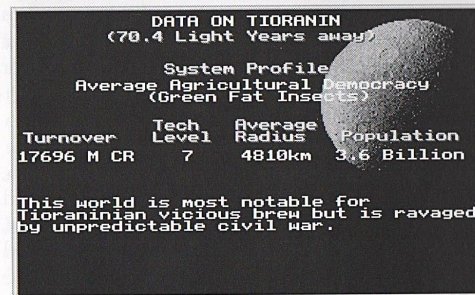 DATA ON TIORANIN
(70.4 Light Years away)
System Profile
Average Agricultural Democracy
(Green Fat Insects)
Turnover Tech Level Average Radius Population
17696 M CR 7 4810km 3.6 Billion
This world is most notable for
Tioraninian vicious brew but is ravaged
by unpredictable civil war.